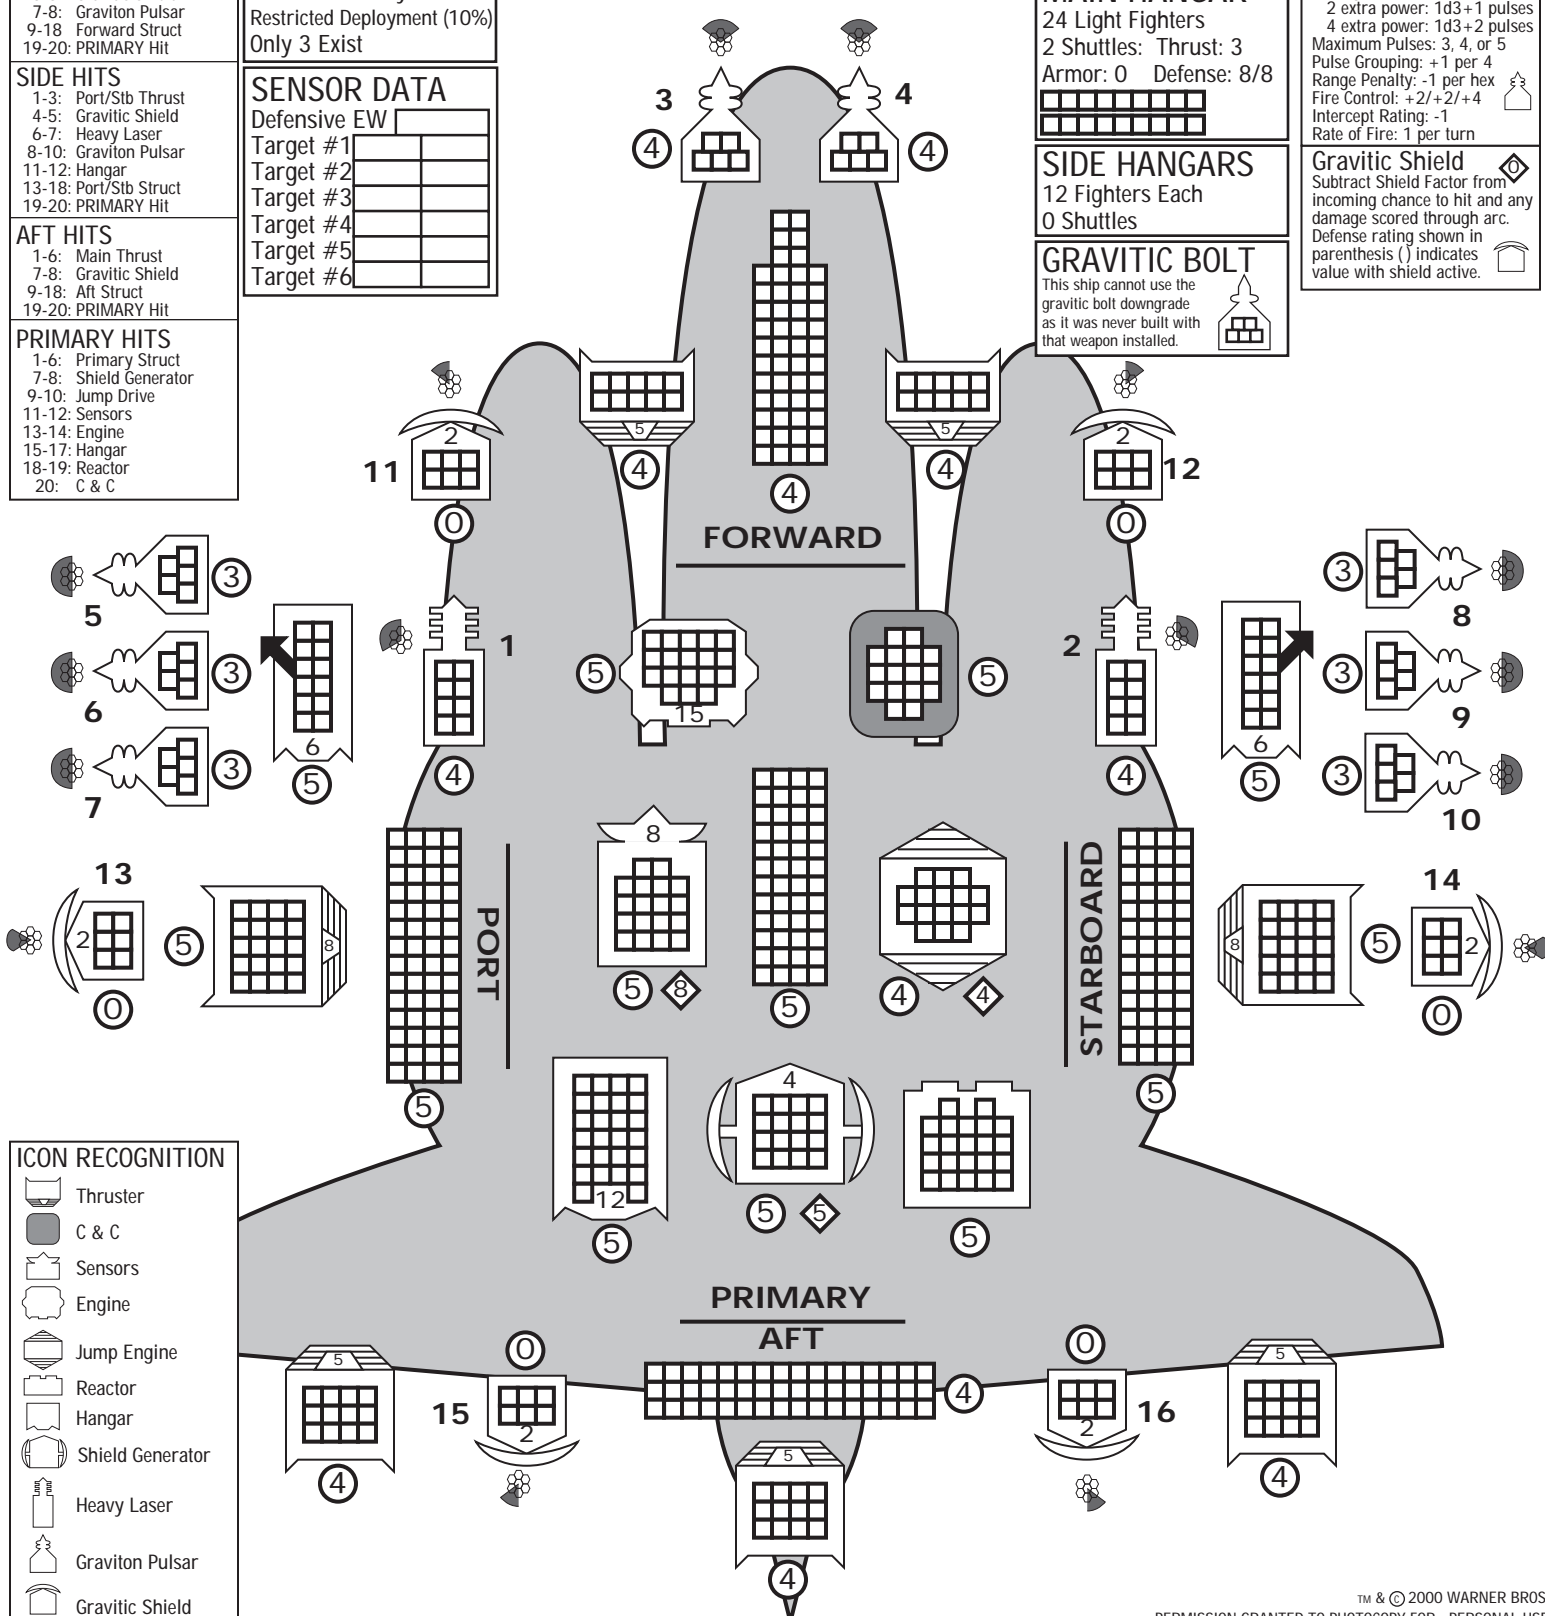 7-8: Graviton Pulsar
9-18 Forward Struct
19-20: PRIMARY Hit
SIDE HITS
1-3: Port/Stb Thrust
4-5: Gravitic Shield
6-7: Heavy Laser
8-10: Graviton Pulsar
11-12: Hangar
13-18: Port/Stb Struct
19-20: PRIMARY Hit
AFT HITS
1-6: Main Thrust
7-8: Gravitic Shield
9-18: Aft Struct
19-20: PRIMARY Hit
PRIMARY HITS
1-6: Primary Struct
7-8: Shield Generator
9-10: Jump Drive
11-12: Sensors
13-14: Engine
15-17: Hangar
18-19: Reactor
20: C & C
Restricted Deployment (10%)
Only 3 Exist
SENSOR DATA
Defensive EW
Target #1
Target #2
Target #3
Target #4
Target #5
Target #6
MAIN HANGAR
24 Light Fighters
2 Shuttles: Thrust: 3
Armor: 0 Defense: 8/8
SIDE HANGARS
12 Fighters Each
0 Shuttles
GRAVITIC BOLT
This ship cannot use the
gravitic bolt downgrade
as it was never built with
that weapon installed.
2 extra power: 1d3+1 pulses
4 extra power: 1d3+2 pulses
Maximum Pulses: 3, 4, or 5
Pulse Grouping: +1 per 4
Range Penalty: -1 per hex
Fire Control: +2/+2/+4
Intercept Rating: -1
Rate of Fire: 1 per turn
Gravitic Shield 0
Subtract Shield Factor from
incoming chance to hit and any
damage scored through arc.
Defense rating shown in
parenthesis ( ) indicates
value with shield active.
3 4
4 4
5 5
2 2
11 4 4 12
4
0 0
FORWARD
3 3
5 8
1 2
3 5 5 3
6 15 9
6 6
3 5 4 4 5 3
7 10
13 8 14
PORT
STARBOARD
5 2 8 8 2 5
0 5 8 5 4 4 0
5 4 5
12 5 5
5 5
PRIMARY
AFT
0 0
5 5
15 2 4 2 16
4 5 4
4
ICON RECOGNITION
Thruster
C & C
Sensors
Engine
Jump Engine
Reactor
Hangar
Shield Generator
Heavy Laser
Graviton Pulsar
Gravitic Shield
TM & © 2000 WARNER BROS